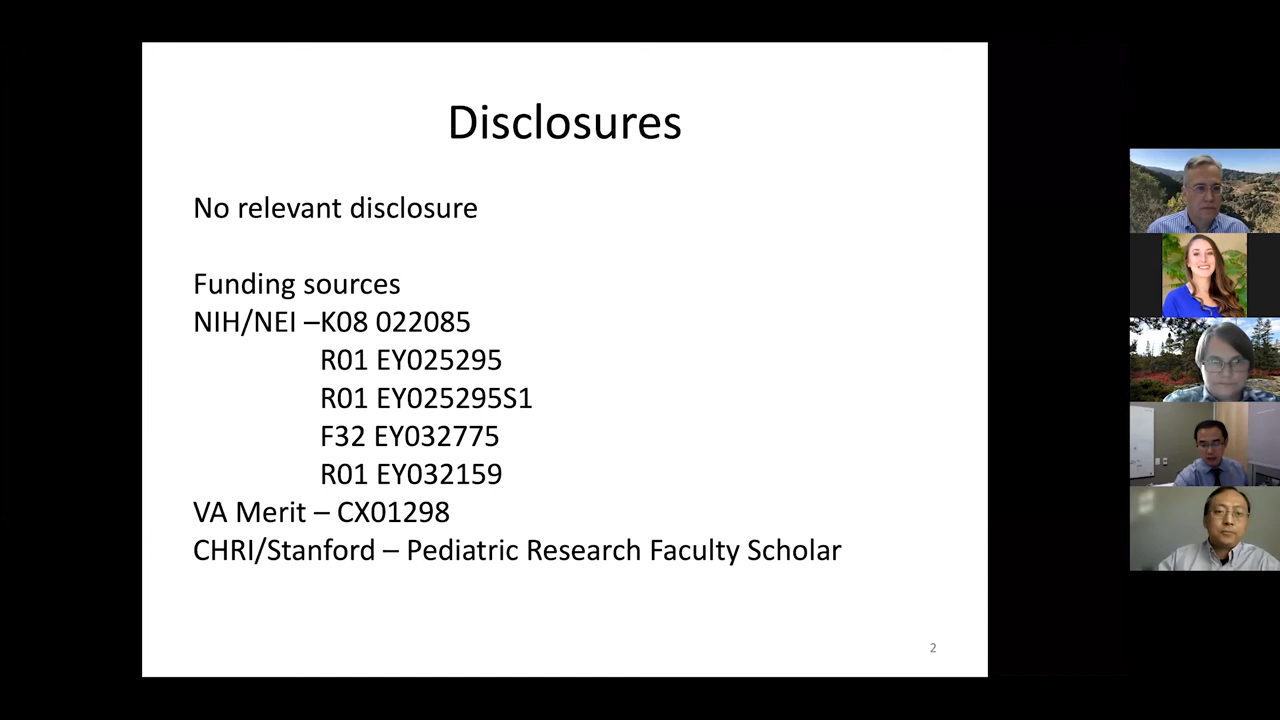 Disclosures
No relevant disclosure
Funding sources
NIH/NEI –K08 022085
R01 EY025295
R01 EY025295S1
F32 EY032775
R01 EY032159
VA Merit – CX01298
CHRI/Stanford – Pediatric Research Faculty Scholar
2